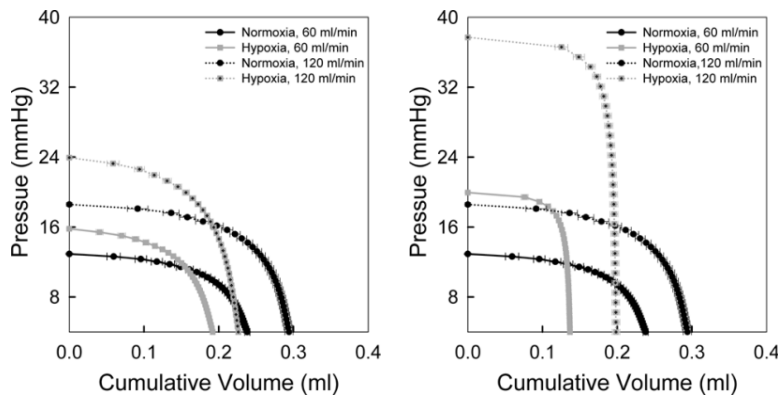 40
32
24
16
8
Pressue (mmHg)
Normoxia, 60 ml/min
Hypoxia, 60 ml/min
Normoxia, 120 ml/min
Hypoxia, 120 ml/min
0.0 0.1 0.2 0.3 0.4
Cumulative Volume (ml)
40
32
24
16
8
Pressue (mmHg)
Normoxia, 60 ml/min
Hypoxia, 60 ml/min
Normoxia,120 ml/min
Hypoxia, 120 ml/min
0.0 0.1 0.2 0.3 0.4
Cumulative Volume (ml)